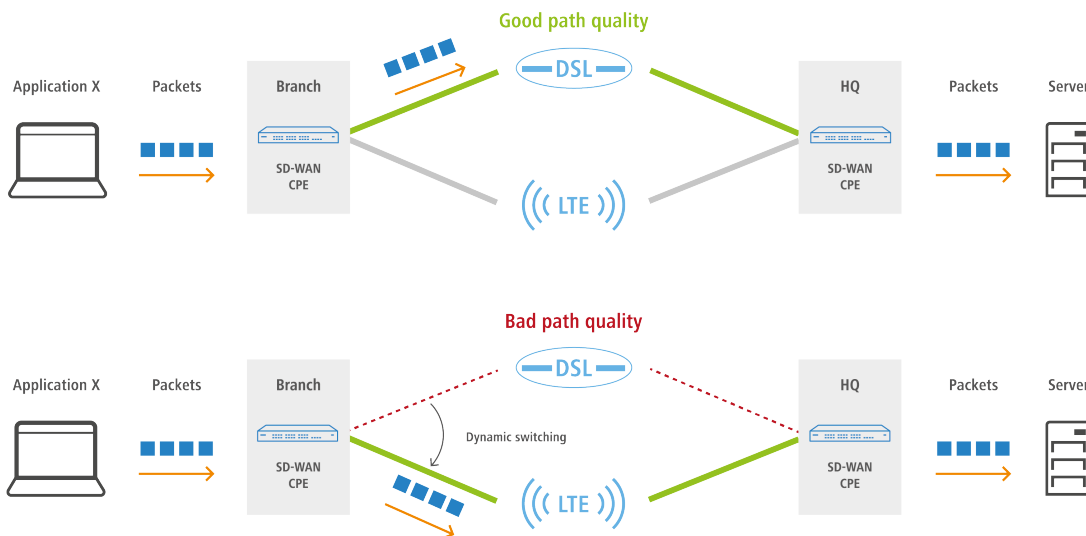 Good path quality
DSL
Application X
Packets
Branch
HQ
Packets
Server
SD-WAN
CPE
SD-WAN
CPE
LTE
Bad path quality
DSL
Application X
Packets
Branch
HQ
Packets
Server
Dynamic switching
SD-WAN
CPE
SD-WAN
CPE
LTE